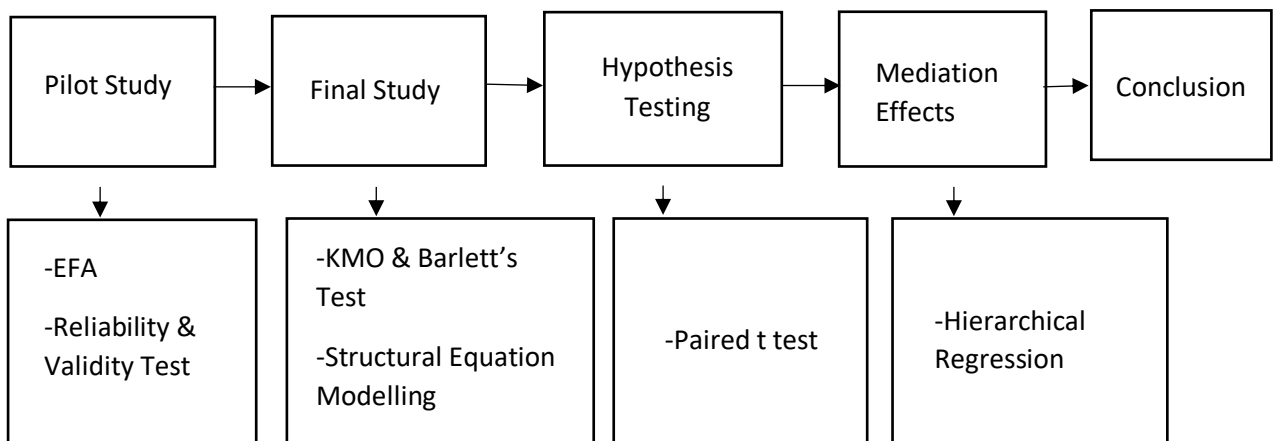 Pilot Study
Final Study
Hypothesis
Testing
Mediation
Effects
Conclusion
-EFA
-Reliability &
Validity Test
-KMO & Barlett’s
Test
-Structural Equation
Modelling
-Paired t test
-Hierarchical
Regression